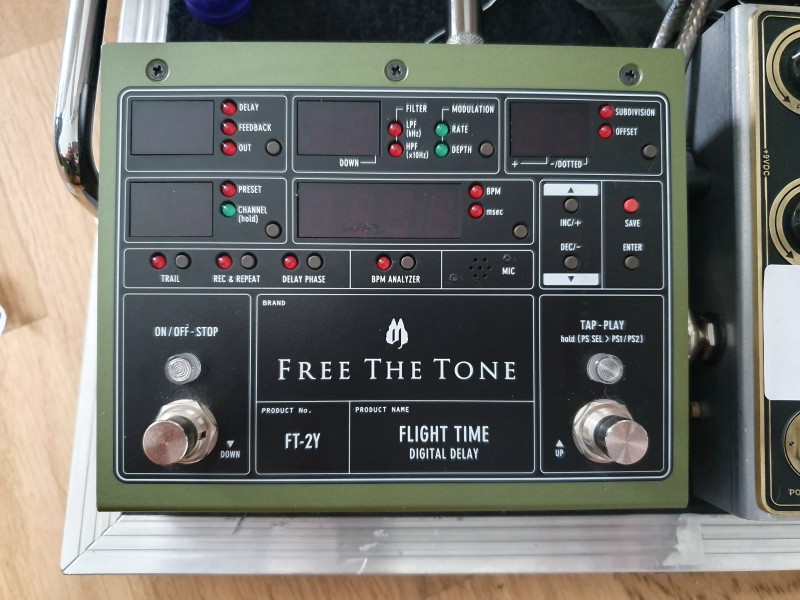 DELAY
FEEDBACK
OUT
FILTER
LPF
(kHz)
HPF
(x10Hz)
DOWN
MODULATION
RATE
DEPTH
SUBDIVISION
OFFSET
+ - -/DOTTED
PRESET
CHANNEL
(hold)
BPM
msec
INC/+
DEC/-
SAVE
ENTER
TRAIL
REC & REPEAT
DELAY PHASE
BPM ANALYZER
MIC
ON/OFF-STOP
DOWN
BRAND
FREE THE TONE
PRODUCT No.
FT-2Y
PRODUCT NAME
FLIGHT TIME
DIGITAL DELAY
TAP-PLAY
hold (PS SEL > PS1/PS2)
UP
+9VDC
PO